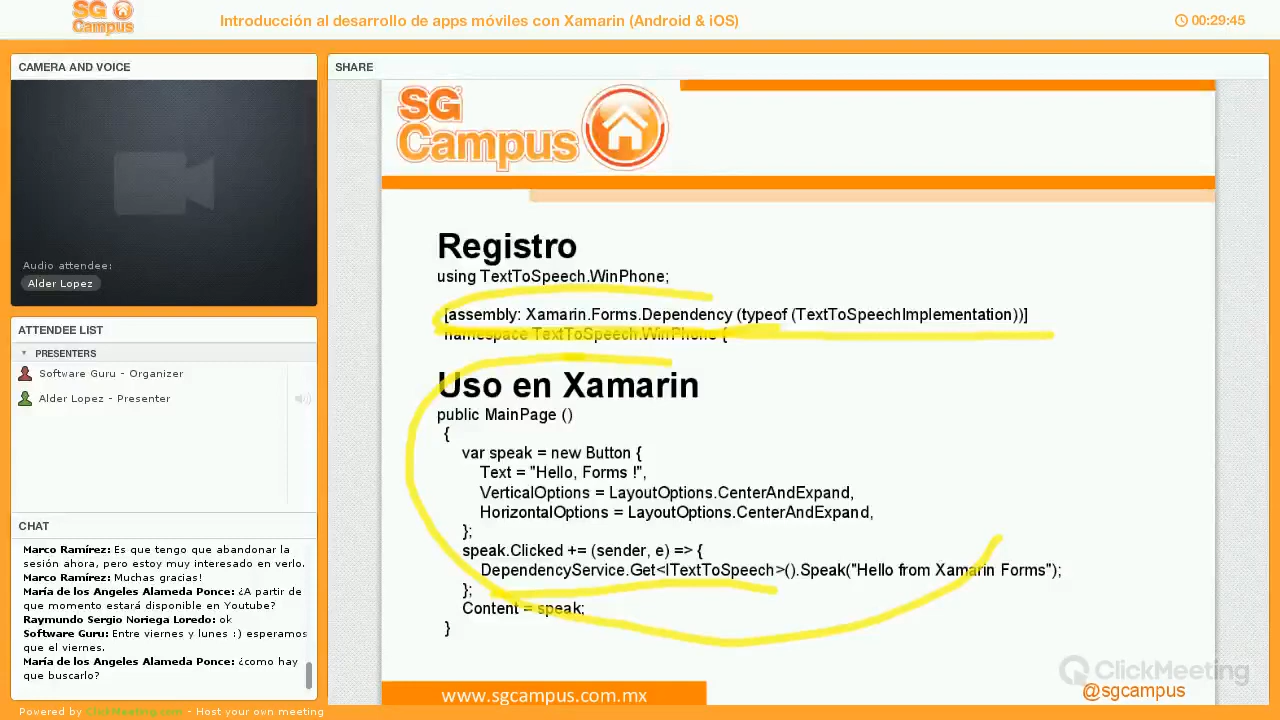 SG Campus
Introducción al desarrollo de apps móviles con Xamarin (Android & iOS)
00:29:45
CAMERA AND VOICE
Audio attendee:
Alder Lopez
ATTENDEE LIST
PRESENTERS
Software Guru - Organizer
Alder Lopez - Presenter
CHAT
Marco Ramírez: Es que tengo que abandonar la
sesión ahora, pero estoy muy interesado en verlo.
Marco Ramírez: Muchas gracias!
María de los Angeles Alameda Ponce: ¿A partir de
que momento estará disponible en Youtube?
Raymundo Sergio Noriega Loredo: ok
Software Guru: Entre viernes y lunes :) esperamos
que el viernes.
María de los Angeles Alameda Ponce: ¿como hay
que buscarlo?
Powered by ClickMeeting.com - Host your own meeting
SHARE
SG
Campus
Registro
using TextToSpeech.WinPhone;
[assembly: Xamarin.Forms.Dependency (typeof (TextToSpeechImplementation))]
namespace TextToSpeech.WinPhone {
Uso en Xamarin
public MainPage ()
{
var speak = new Button {
Text = "Hello, Forms !",
VerticalOptions = LayoutOptions.CenterAndExpand,
HorizontalOptions = LayoutOptions.CenterAndExpand,
};
speak.Clicked += (sender, e) => {
DependencyService.Get<ITextToSpeech>().Speak("Hello from Xamarin Forms");
};
Content = speak;
}
www.sgcampus.com.mx
ClickMeeting
@sgcampus